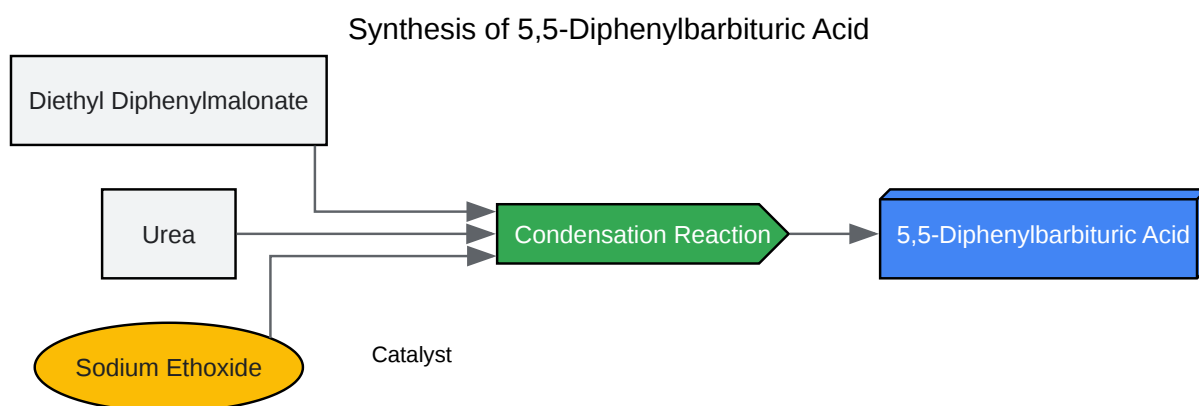 Synthesis of 5,5-Diphenylbarbituric Acid
Diethyl Diphenylmalonate
Urea
Condensation Reaction
5,5-Diphenylbarbituric Acid
Sodium Ethoxide
Catalyst